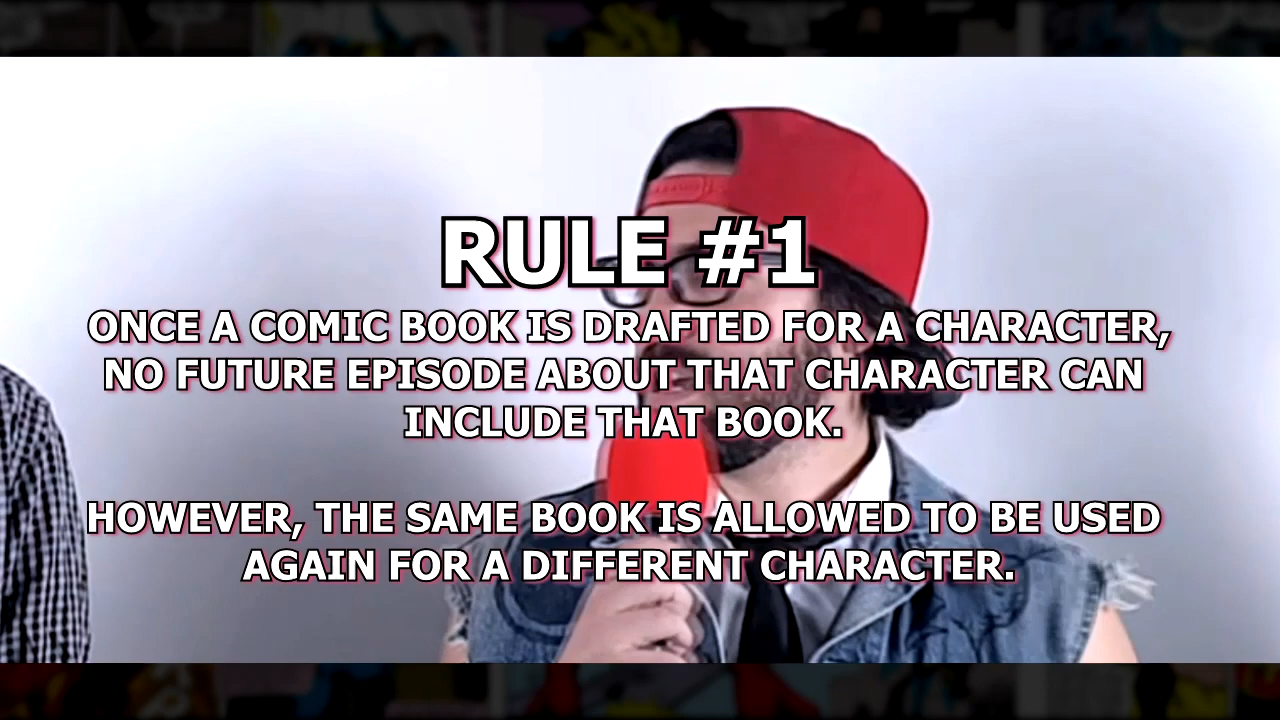 RULE #1
ONCE A COMIC BOOK IS DRAFTED FOR A CHARACTER,
NO FUTURE EPISODE ABOUT THAT CHARACTER CAN
INCLUDE THAT BOOK.
HOWEVER, THE SAME BOOK IS ALLOWED TO BE USED
AGAIN FOR A DIFFERENT CHARACTER.